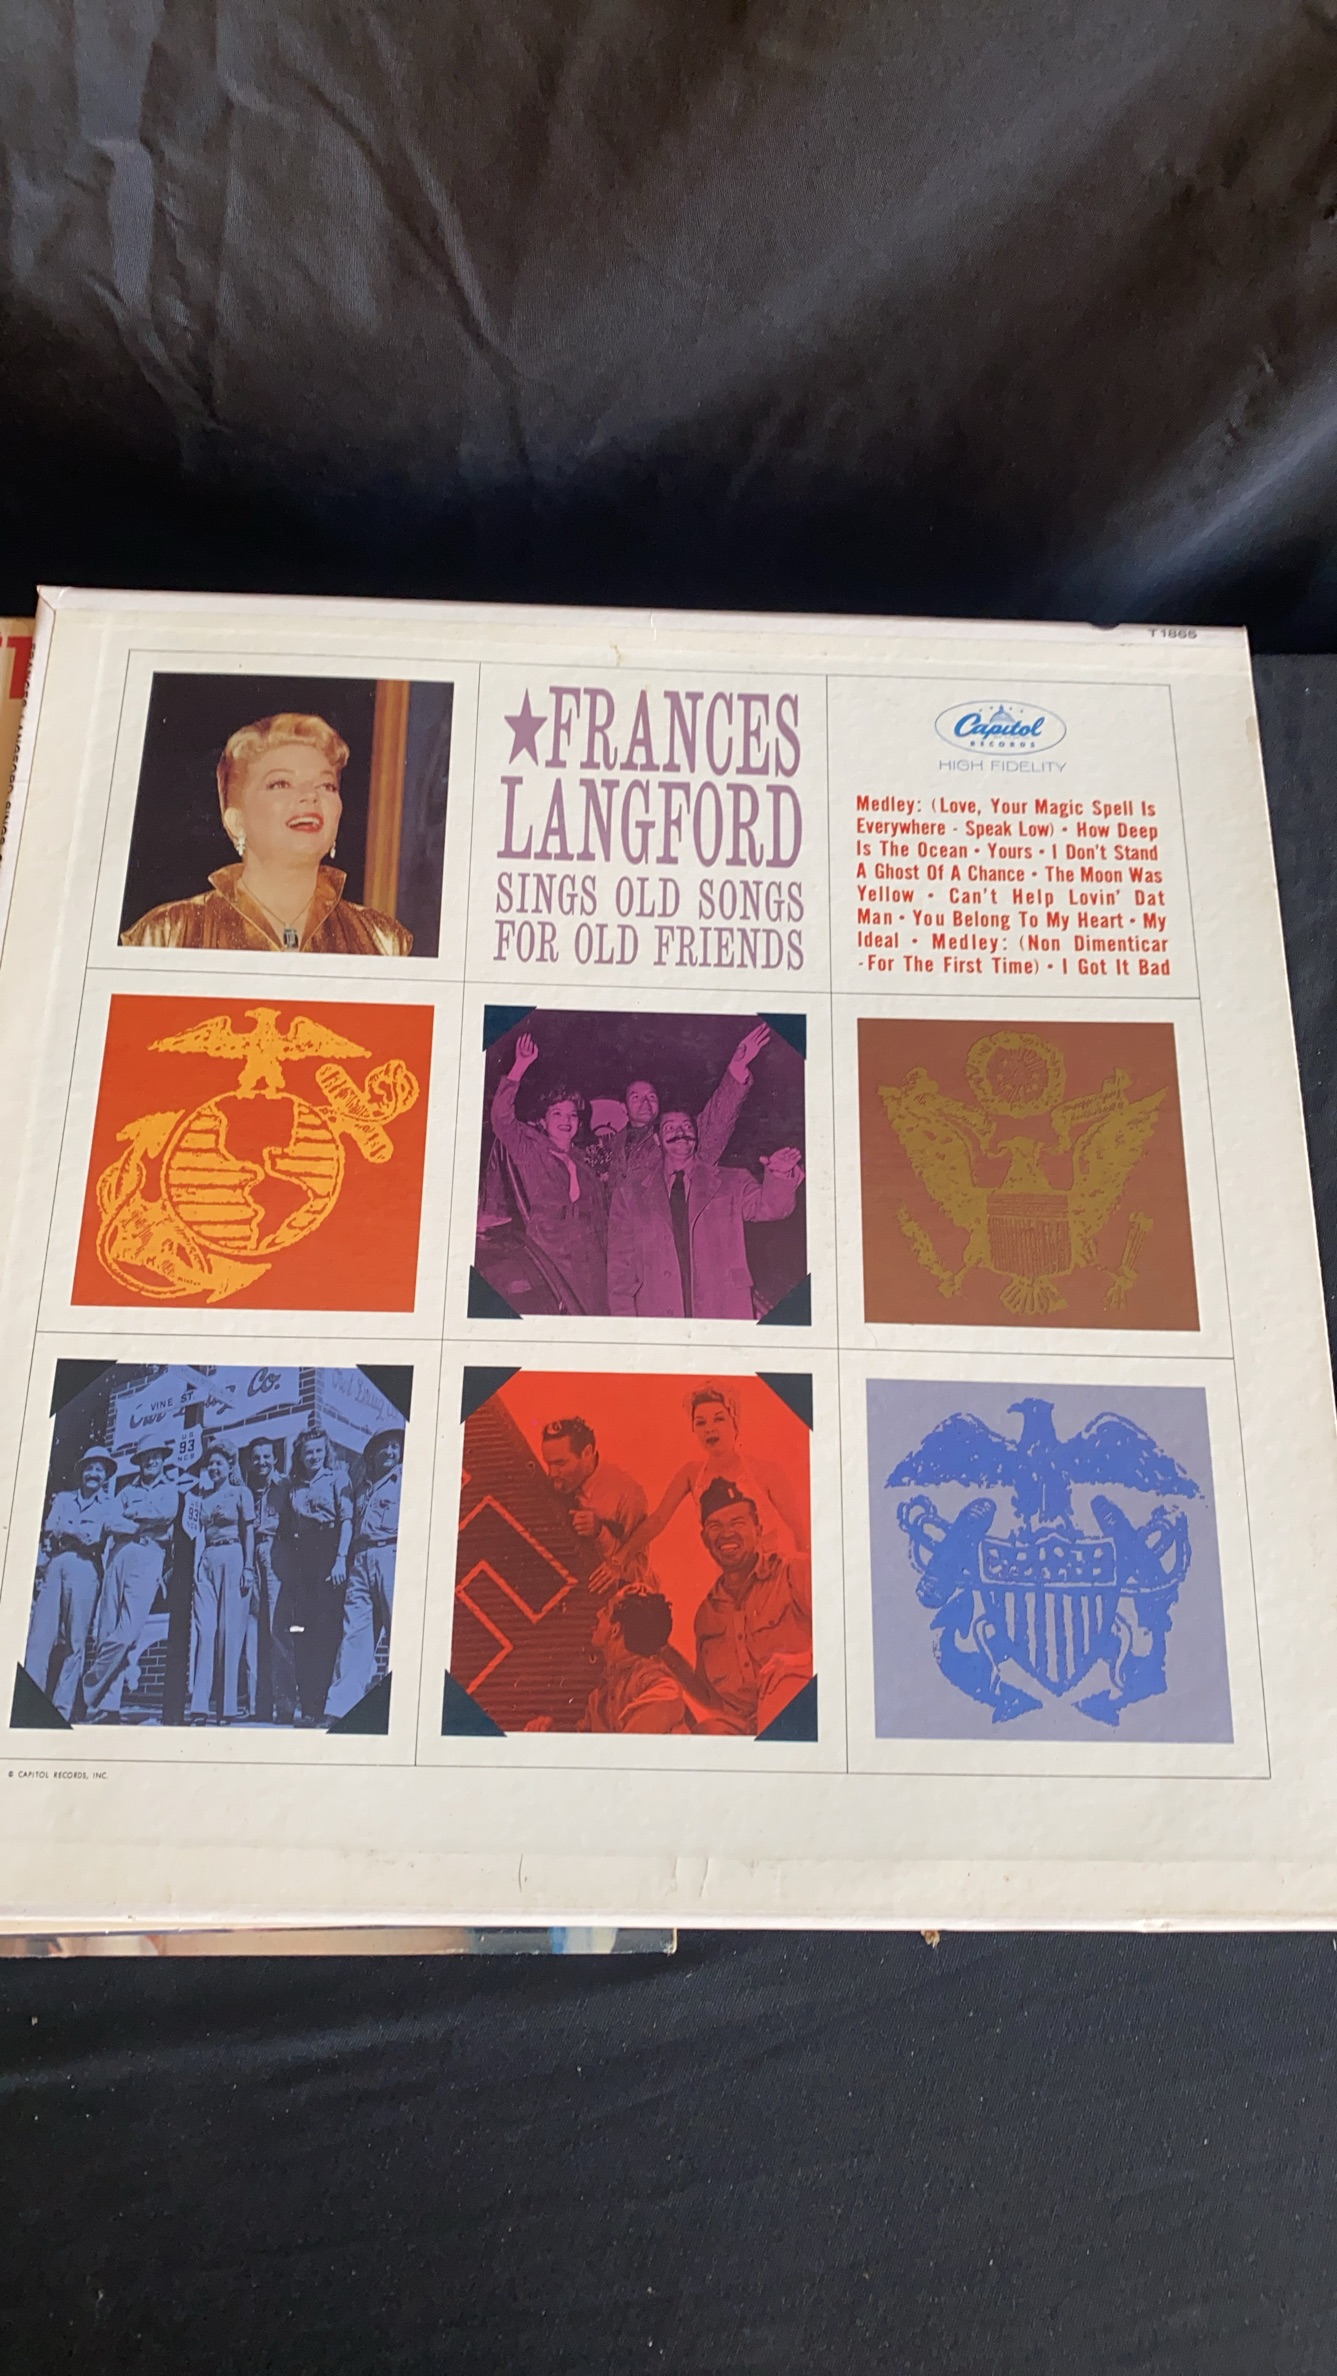 T1865
★FRANCES
LANGFORD
SINGS OLD SONGS
FOR OLD FRIENDS
Capitol
RECORDS
HIGH FIDELITY
Medley: (Love, Your Magic Spell Is
Everywhere - Speak Low) • How Deep
Is The Ocean • Yours • I Don't Stand
A Ghost Of A Chance • The Moon Was
Yellow • Can't Help Lovin' Dat
Man • You Belong To My Heart • My
Ideal • Medley: (Non Dimenticar
-For The First Time) • I Got It Bad
Co.
VINE ST
US
93
© CAPITOL RECORDS, INC.